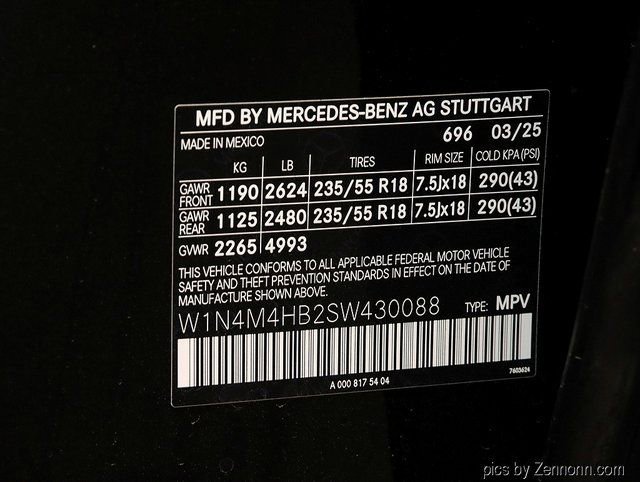 MFD BY MERCEDES-BENZ AG STUTTGART
MADE IN MEXICO 696 03/25
KG LB TIRES RIM SIZE COLD KPA(PSI)
GAWR FRONT 1190 2624 235/55 R18 7.5Jx18 290(43)
GAWR REAR 1125 2480 235/55 R18 7.5Jx18 290(43)
GVWR 2265 4993
THIS VEHICLE CONFORMS TO ALL APPLICABLE FEDERAL MOTOR VEHICLE
SAFETY AND THEFT PREVENTION STANDARDS IN EFFECT ON THE DATE OF
MANUFACTURE SHOWN ABOVE.
W1N4M4HB2SW430088 TYPE: MPV
A 000 817 54 04
7603624
pics by Zennonn.com